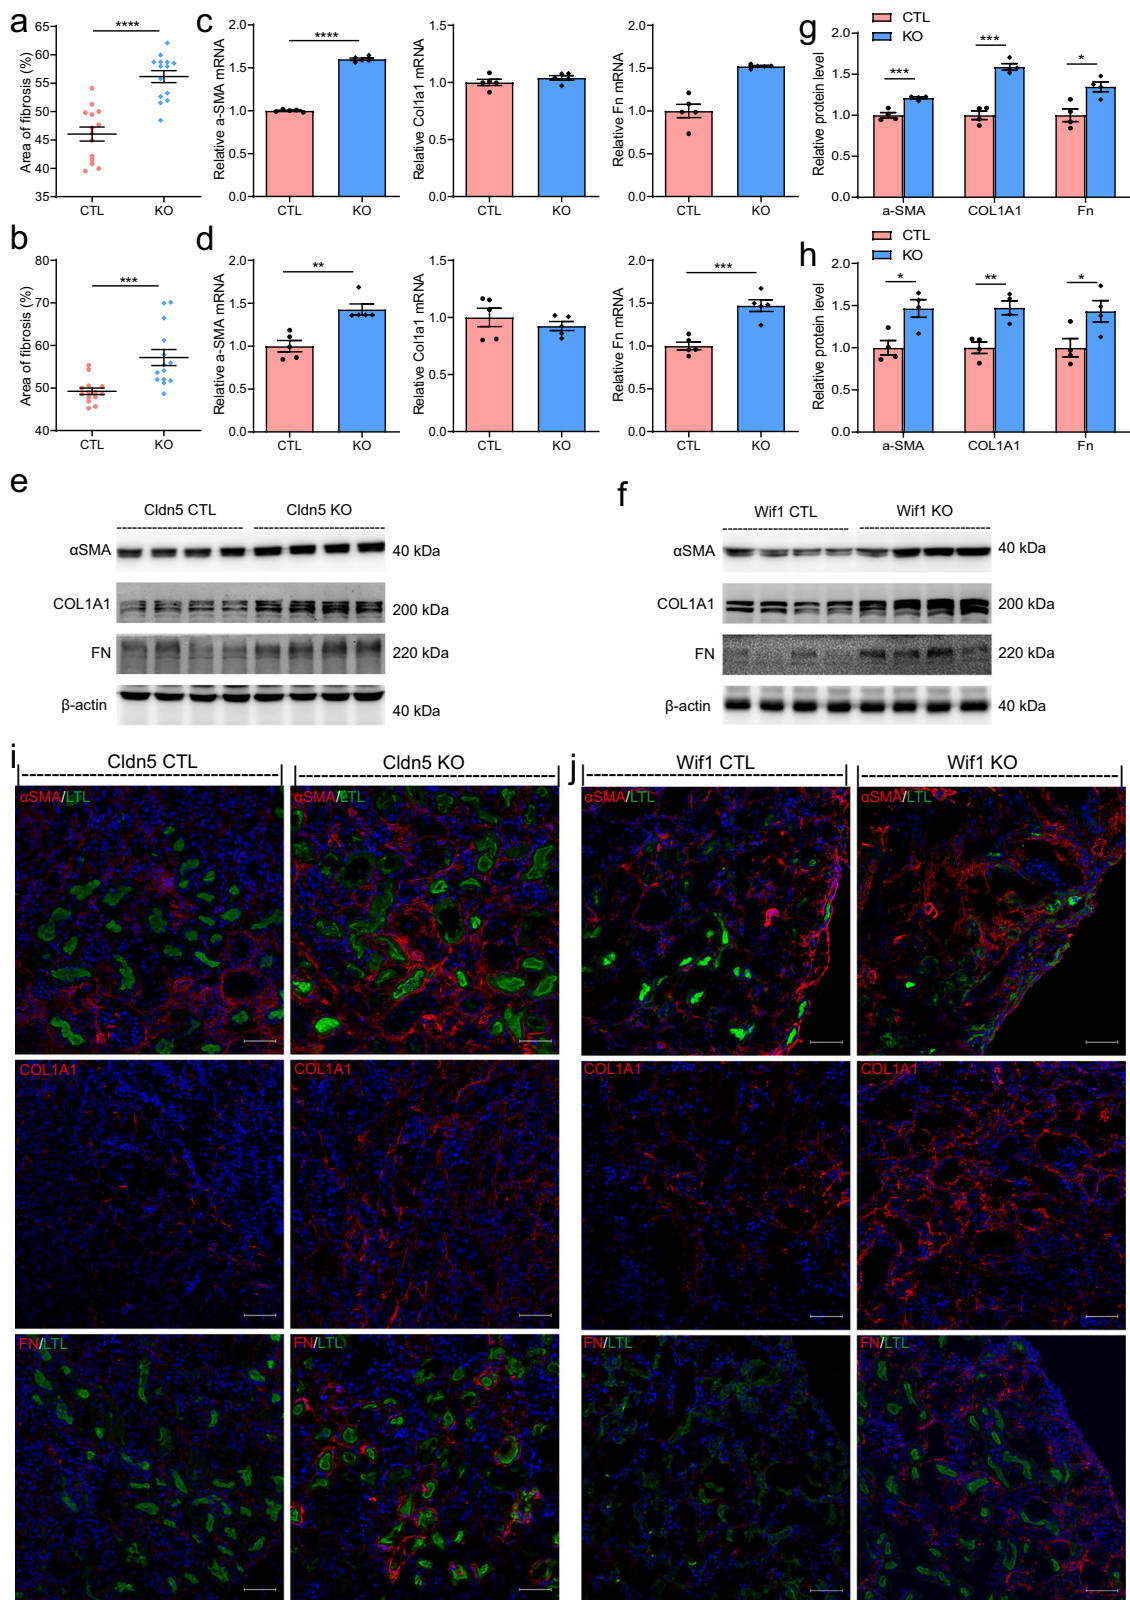 a
Area of fibrosis (%)
65
60
55
50
45
40
35
****
CTL
KO
c
Relative a-SMA mRNA
2.0
1.5
1.0
0.5
0.0
****
CTL
KO
Relative Col1a1 mRNA
1.5
1.0
0.5
0.0
CTL
KO
Relative Fn mRNA
2.0
1.5
1.0
0.5
0.0
CTL
KO
g
CTL
KO
Relative protein level
2.0
1.5
1.0
0.5
0.0
***
***
*
a-SMA
COL1A1
Fn
b
Area of fibrosis (%)
80
70
60
50
40
***
CTL
KO
d
Relative a-SMA mRNA
2.0
1.5
1.0
0.5
0.0
**
CTL
KO
Relative Col1a1 mRNA
1.5
1.0
0.5
0.0
CTL
KO
Relative Fn mRNA
2.0
1.5
1.0
0.5
0.0
***
CTL
KO
h
CTL
KO
Relative protein level
2.0
1.5
1.0
0.5
0.0
*
**
*
a-SMA
COL1A1
Fn
e
Cldn5 CTL
Cldn5 KO
αSMA
40 kDa
COL1A1
200 kDa
FN
220 kDa
β-actin
40 kDa
f
Wif1 CTL
Wif1 KO
αSMA
40 kDa
COL1A1
200 kDa
FN
220 kDa
β-actin
40 kDa
i
Cldn5 CTL
Cldn5 KO
αSMA/LTL
αSMA/LTL
COL1A1
COL1A1
FN/LTL
FN/LTL
j
Wif1 CTL
Wif1 KO
αSMA/LTL
αSMA/LTL
COL1A1
COL1A1
FN/LTL
FN/LTL